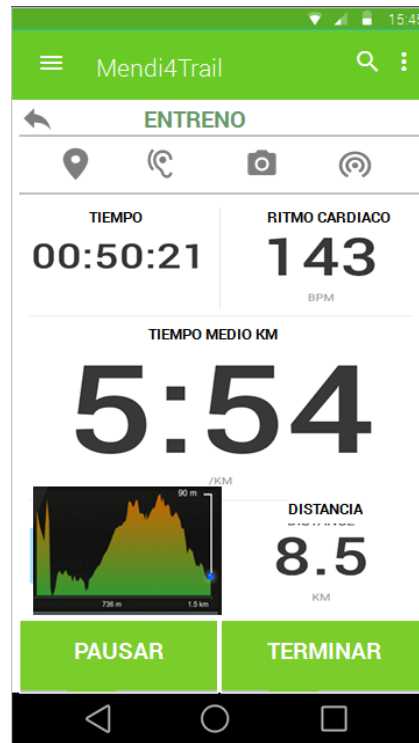 15:45
Mendi4Trail
ENTRENO
TIEMPO
RITMO CARDIACO
00:50:21
143
BPM
TIEMPO MEDIO KM
5:54
/KM
90 m
736 m
1.5 km
DISTANCIA
DISTANCE
8.5
KM
PAUSAR
TERMINAR